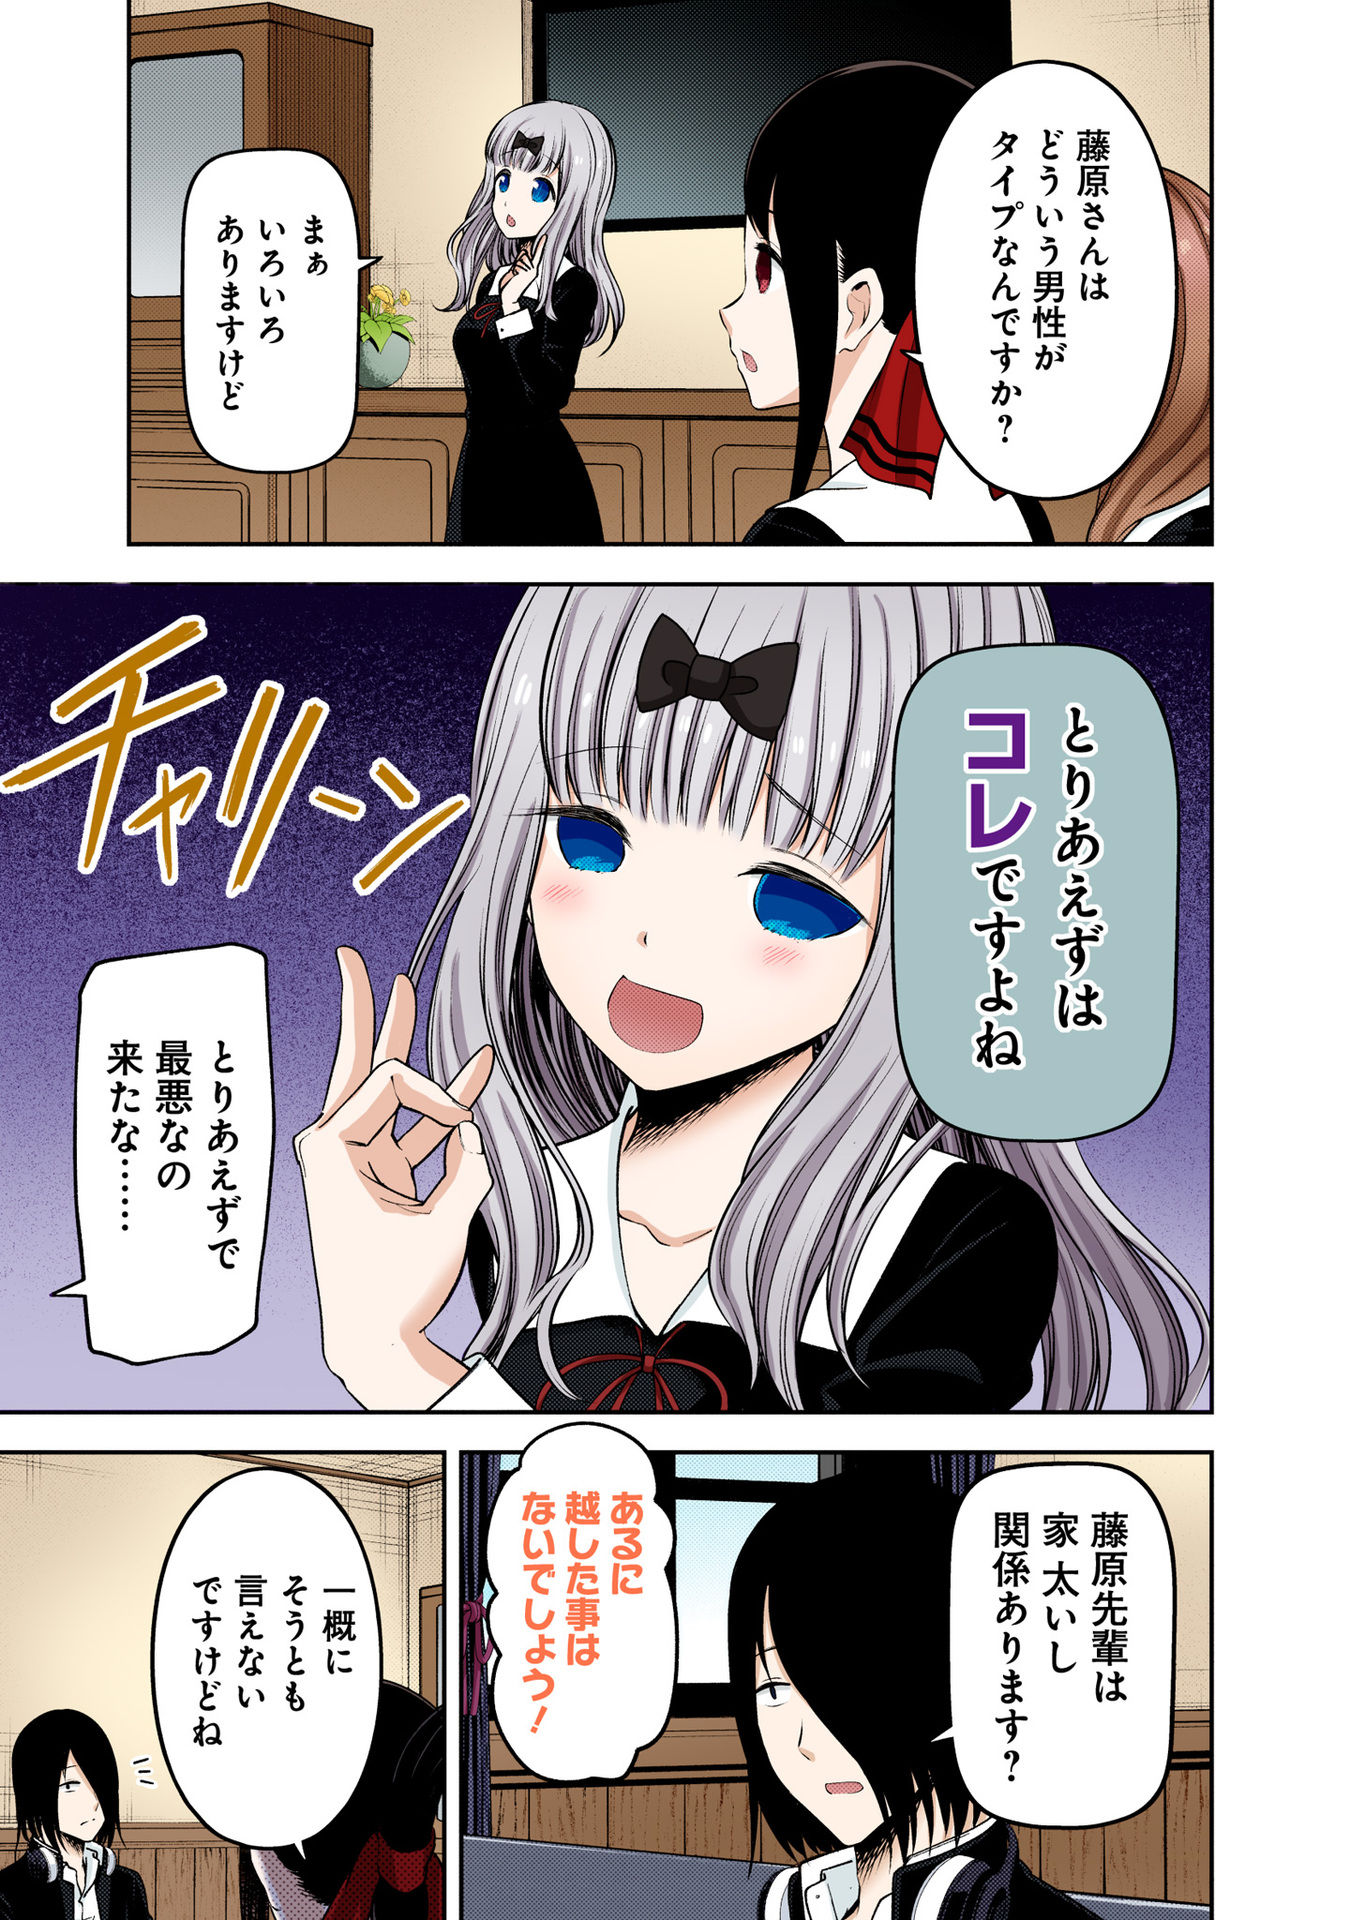 藤原さんは
どういう男性が
タイプなんですか？
まぁ
いろいろ
ありますけど
とりあえずは
コレですよね
チャリーン
とりあえずで
最悪なの
来たな……
藤原先輩は
家太いし
関係あります？
あるに
越した事は
ないでしょう！
一概に
そうとも
言えない
ですけどね